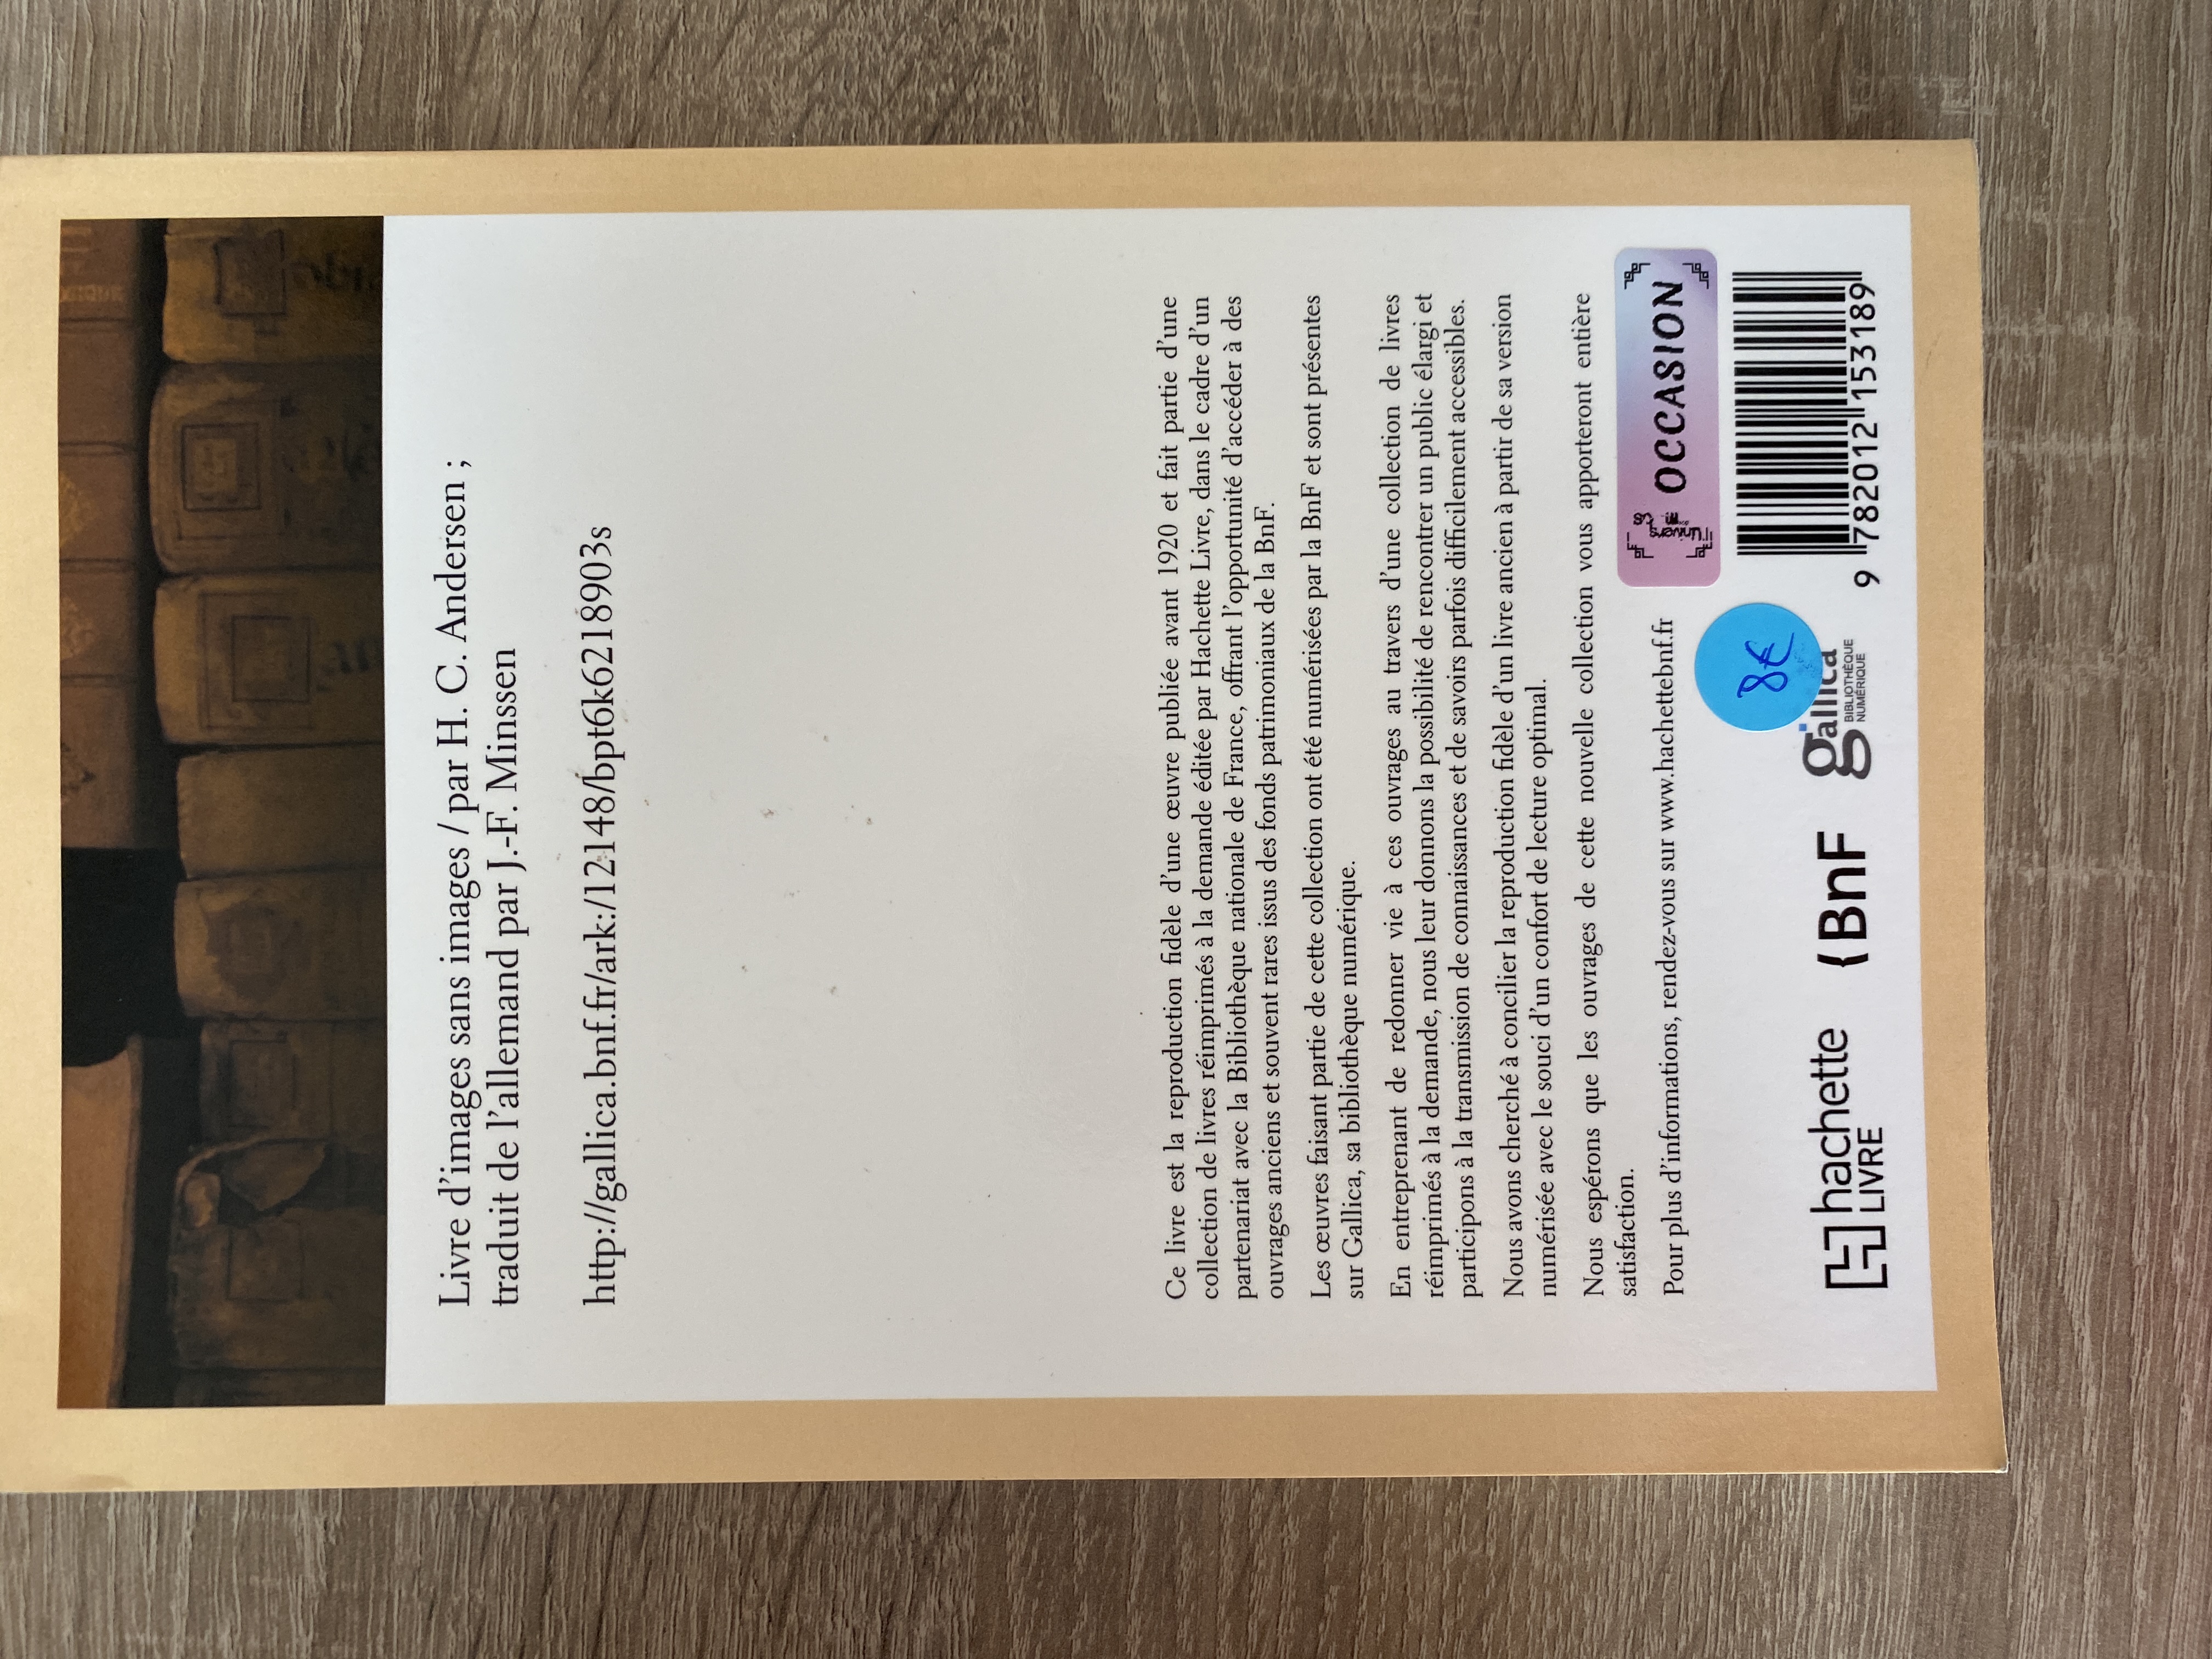 Livre d'images sans images / par H. C. Andersen ;
traduit de l'allemand par J.-F. Minssen
http://gallica.bnf.fr/ark:/12148/bpt6k6218903s
Ce livre est la reproduction fidèle d'une œuvre publiée avant 1920 et fait partie d'une
collection de livres réimprimés à la demande éditée par Hachette Livre, dans le cadre d'un
partenariat avec la Bibliothèque nationale de France, offrant l'opportunité d'accéder à des
ouvrages anciens et souvent rares issus des fonds patrimoniaux de la BnF.
Les œuvres faisant partie de cette collection ont été numérisées par la BnF et sont présentes
sur Gallica, sa bibliothèque numérique.
En entreprenant de redonner vie à ces ouvrages au travers d'une collection de livres
réimprimés à la demande, nous leur donnons la possibilité de rencontrer un public élargi et
participons à la transmission de connaissances et de savoirs parfois difficilement accessibles.
Nous avons cherché à concilier la reproduction fidèle d'un livre ancien à partir de sa version
numérisée avec le souci d'un confort de lecture optimal.
Nous espérons que les ouvrages de cette nouvelle collection vous apporteront entière
satisfaction.
Pour plus d'informations, rendez-vous sur www.hachettebnf.fr
OCCASION
8€
hachette
LIVRE
{BnF
gallica
BIBLIOTHÈQUE
NUMÉRIQUE
9 782012 153189